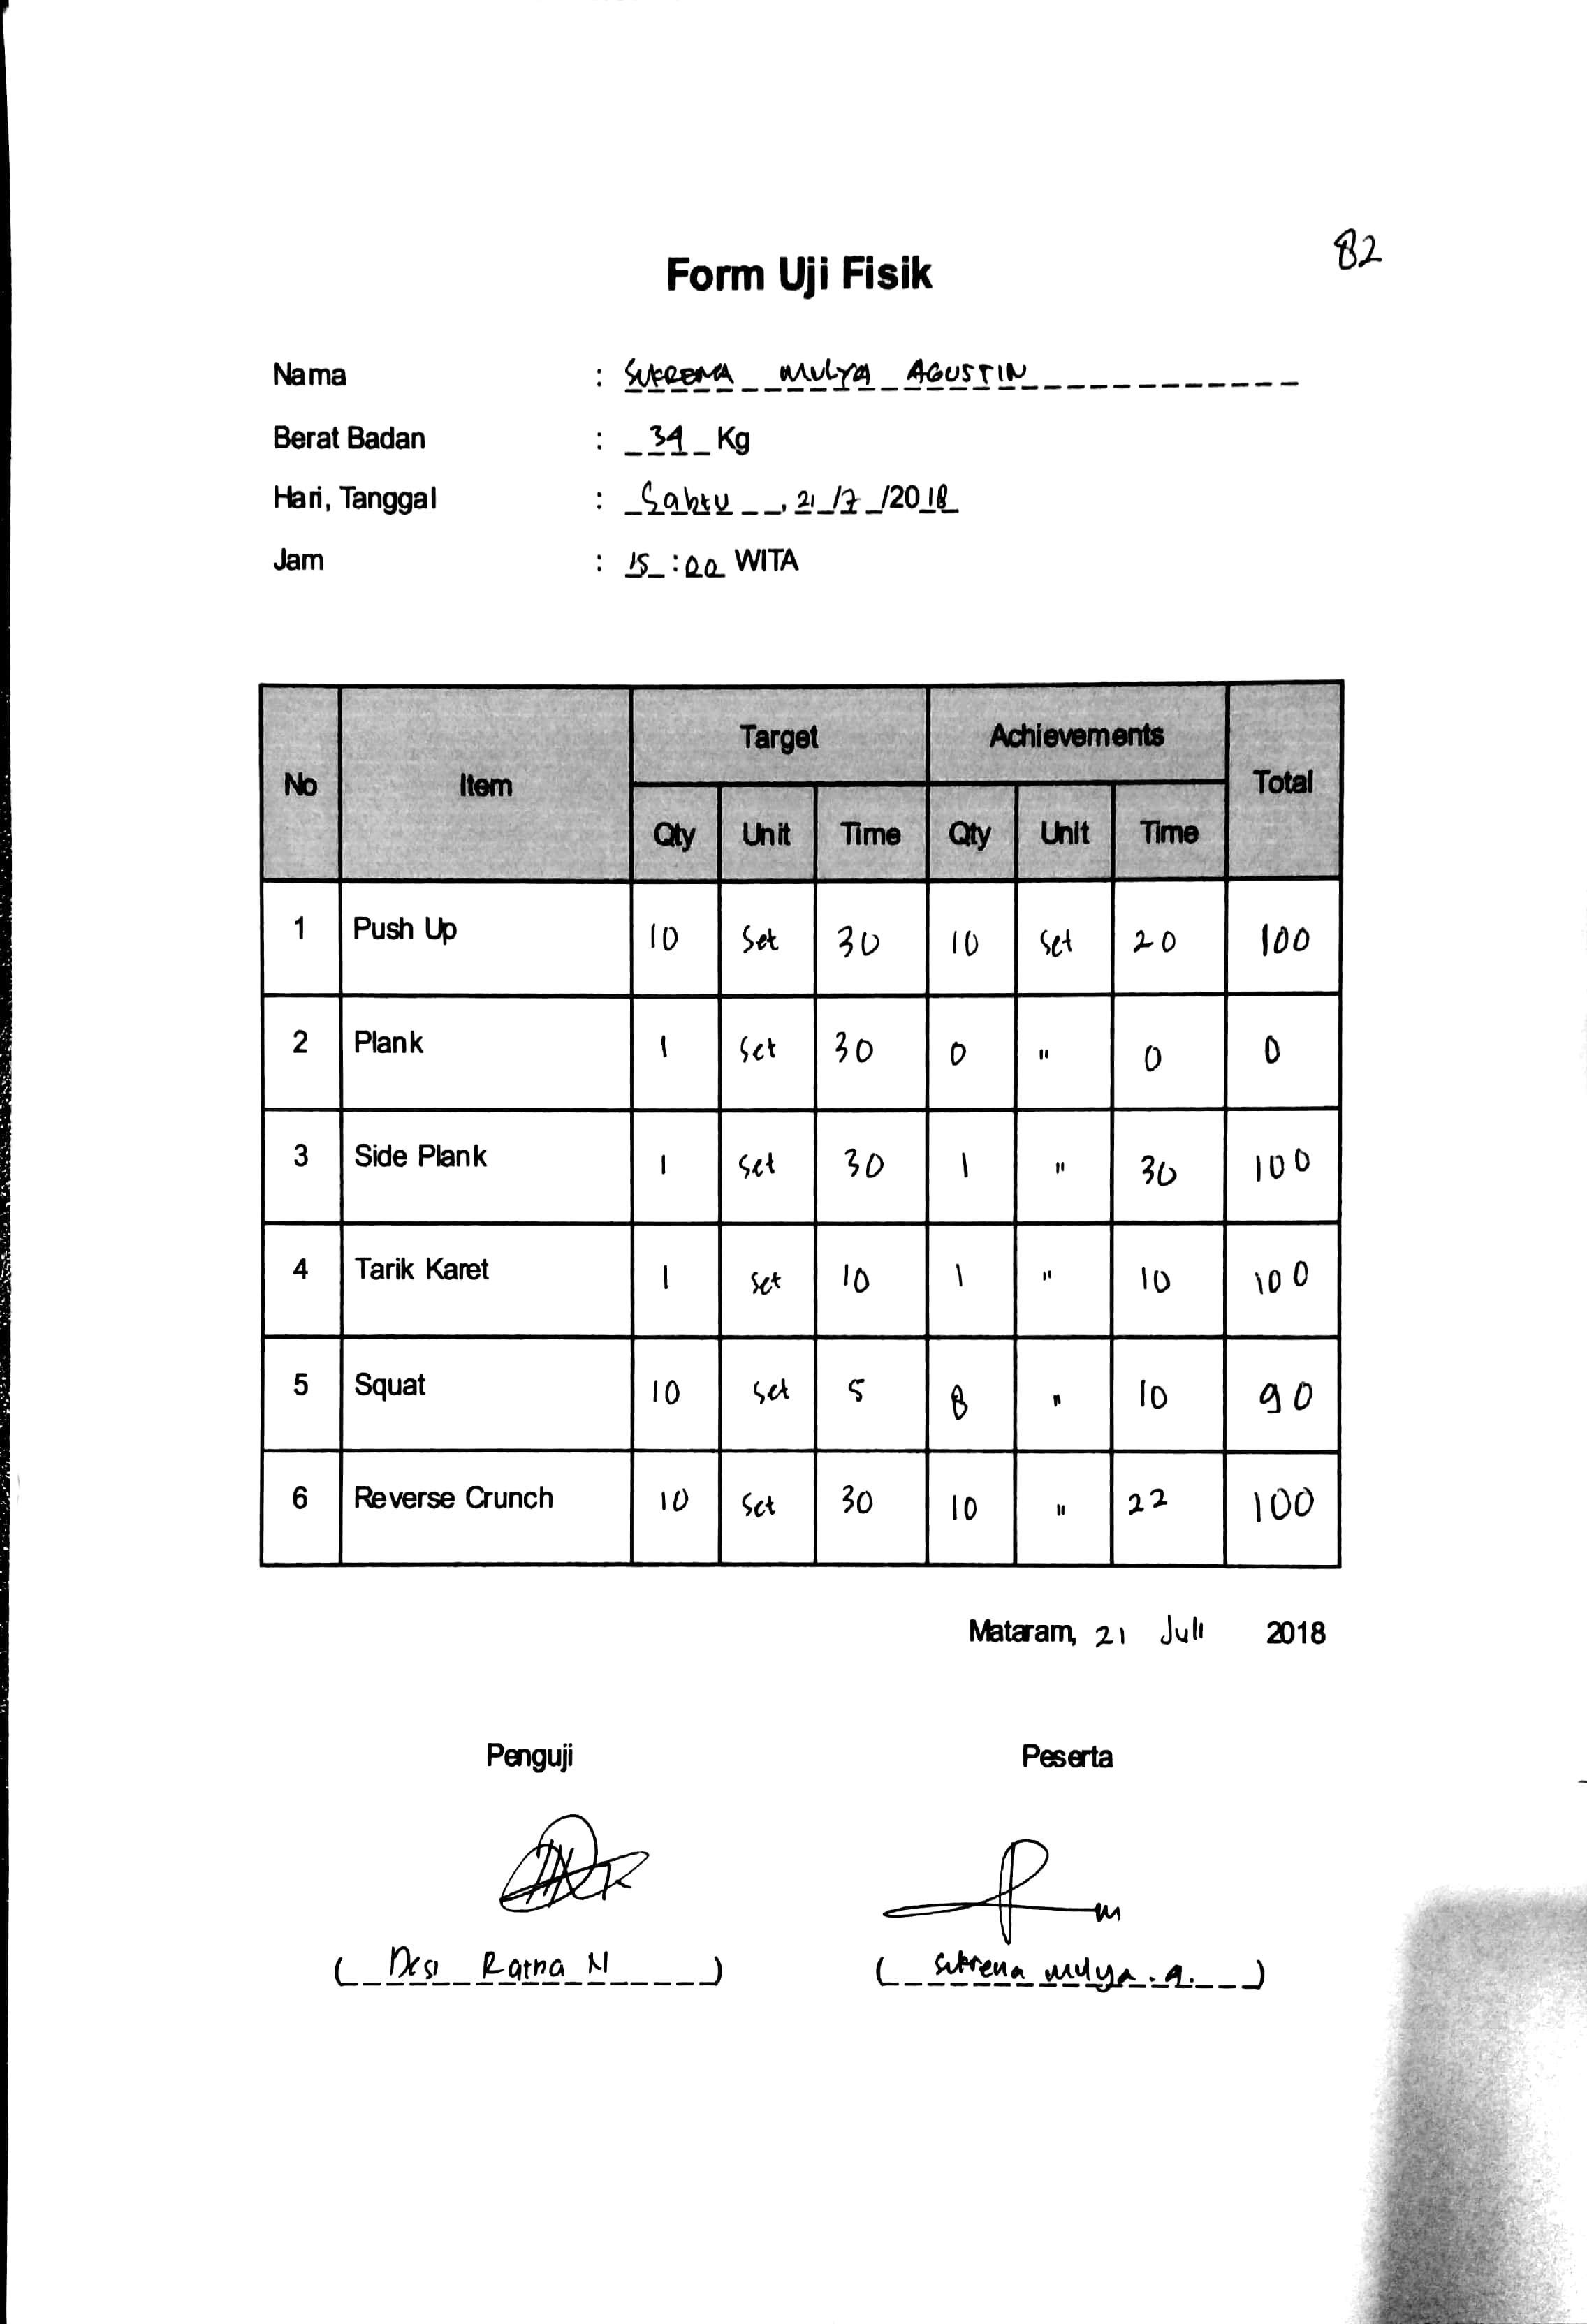 82
Form Uji Fisik
Nama : SUKRENA MULYA AGUSTIN
Berat Badan : 34 Kg
Hari, Tanggal : Sabtu, 21/7/2018
Jam : 15:00 WITA
No Item Target Achievements Total
Qty Unit Time Qty Unit Time
1 Push Up 10 Set 30 10 Set 20 100
2 Plank 1 Set 30 0 " 0 0
3 Side Plank 1 Set 30 1 " 30 100
4 Tarik Karet 1 Set 10 1 " 10 100
5 Squat 10 Set 5 8 " 10 90
6 Reverse Crunch 10 Set 30 10 " 22 100
Mataram, 21 Juli 2018
Penguji Peserta
( Desi Ratna N ) ( Sukrena mulya. A. )